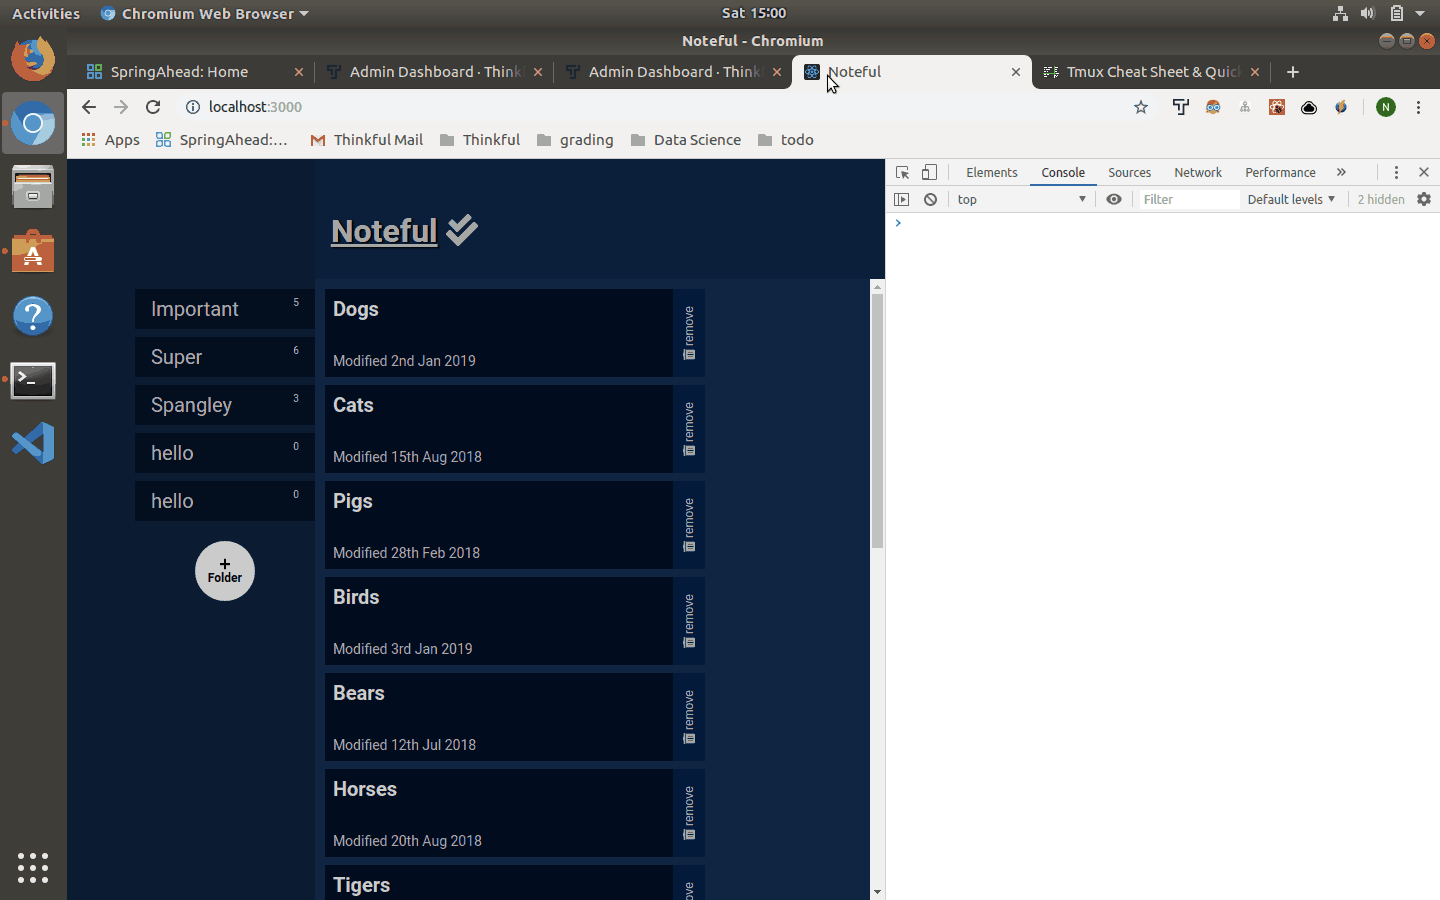 Activities Chromium Web Browser Sat 15:00
Noteful - Chromium
SpringAhead: Home Admin Dashboard · Think Admin Dashboard · Think Noteful Tmux Cheat Sheet & Quic
localhost:3000 N
Apps SpringAhead:... Thinkful Mail Thinkful grading Data Science todo
Elements Console Sources Network Performance »
top Filter Default levels 2 hidden
Noteful
Important 5
Super 6
Spangley 3
hello 0
hello 0
+
Folder
Dogs
Modified 2nd Jan 2019
remove
Cats
Modified 15th Aug 2018
remove
Pigs
Modified 28th Feb 2018
remove
Birds
Modified 3rd Jan 2019
remove
Bears
Modified 12th Jul 2018
remove
Horses
Modified 20th Aug 2018
remove
Tigers